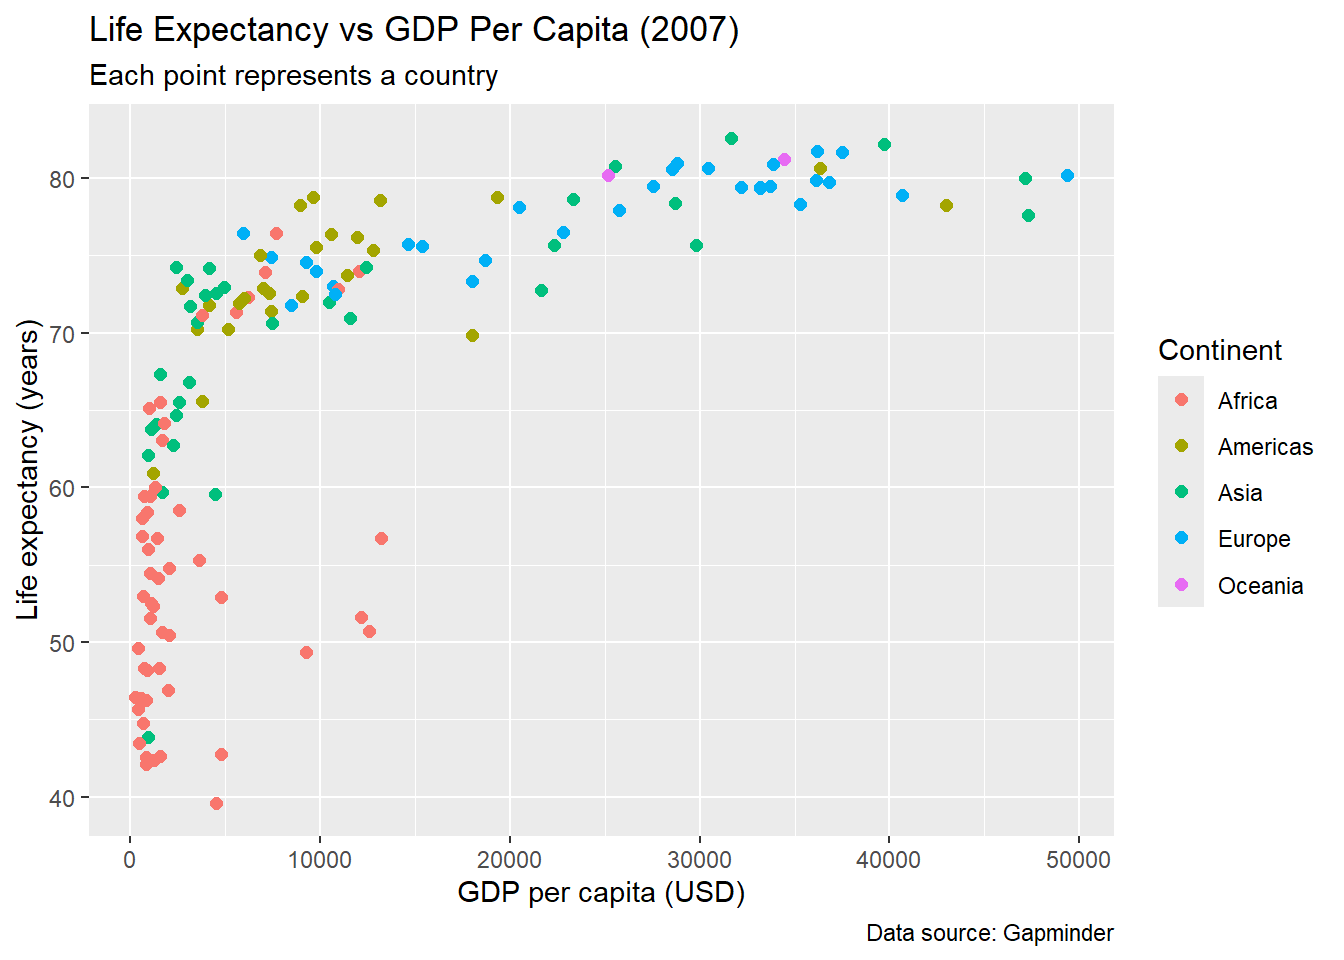 Life Expectancy vs GDP Per Capita (2007)
Each point represents a country
Life expectancy (years)
80
70
60
50
40
0
10000
20000
30000
40000
50000
GDP per capita (USD)
Continent
Africa
Americas
Asia
Europe
Oceania
Data source: Gapminder